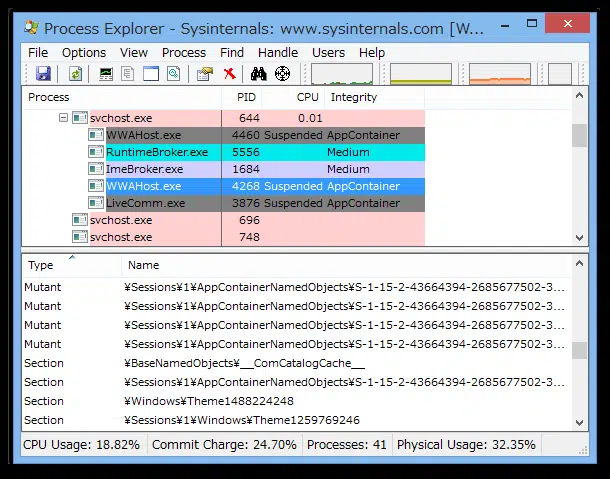 Process Explorer - Sysinternals: www.sysinternals.com [W...
File Options View Process Find Handle Users Help
Process PID CPU Integrity
svchost.exe 644 0.01
WWAHost.exe 4460 Suspended AppContainer
RuntimeBroker.exe 5556 Medium
ImeBroker.exe 1684 Medium
WWAHost.exe 4268 Suspended AppContainer
LiveComm.exe 3876 Suspended AppContainer
svchost.exe 696
svchost.exe 748
Type Name
Mutant ¥Sessions¥1¥AppContainerNamedObjects¥S-1-15-2-43664394-2685677502-3...
Mutant ¥Sessions¥1¥AppContainerNamedObjects¥S-1-15-2-43664394-2685677502-3...
Mutant ¥Sessions¥1¥AppContainerNamedObjects¥S-1-15-2-43664394-2685677502-3...
Mutant ¥Sessions¥1¥AppContainerNamedObjects¥S-1-15-2-43664394-2685677502-3...
Section ¥BaseNamedObjects¥__ComCatalogCache__
Section ¥Sessions¥1¥AppContainerNamedObjects¥S-1-15-2-43664394-2685677502-3...
Section ¥Windows¥Theme1488224248
Section ¥Sessions¥1¥Windows¥Theme1259769246
CPU Usage: 18.82% Commit Charge: 24.70% Processes: 41 Physical Usage: 32.35%